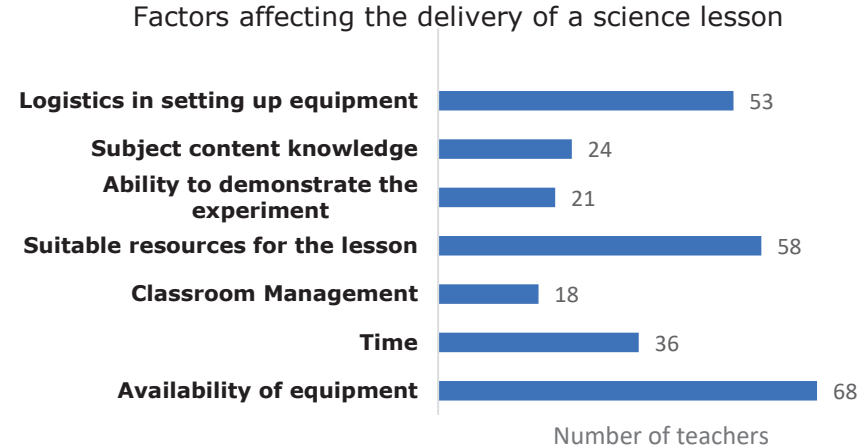 Factors affecting the delivery of a science lesson
Logistics in setting up equipment
53
Subject content knowledge
24
Ability to demonstrate the
experiment
21
Suitable resources for the lesson
58
Classroom Management
18
Time
36
Availability of equipment
68
Number of teachers